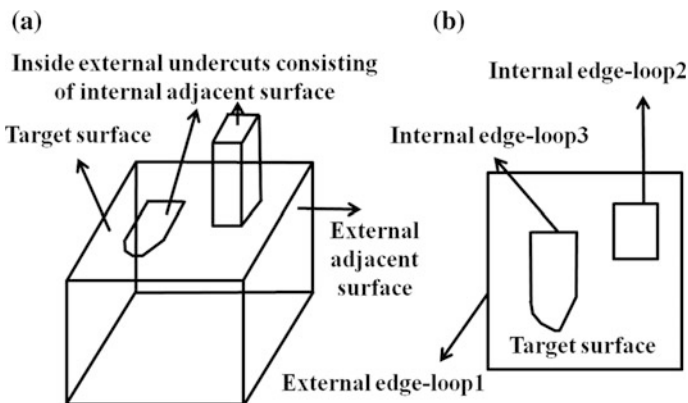 (a)
Inside external undercuts consisting
of internal adjacent surface
Target surface
External
adjacent
surface
(b)
Internal edge-loop2
Internal edge-loop3
Target surface
External edge-loop1